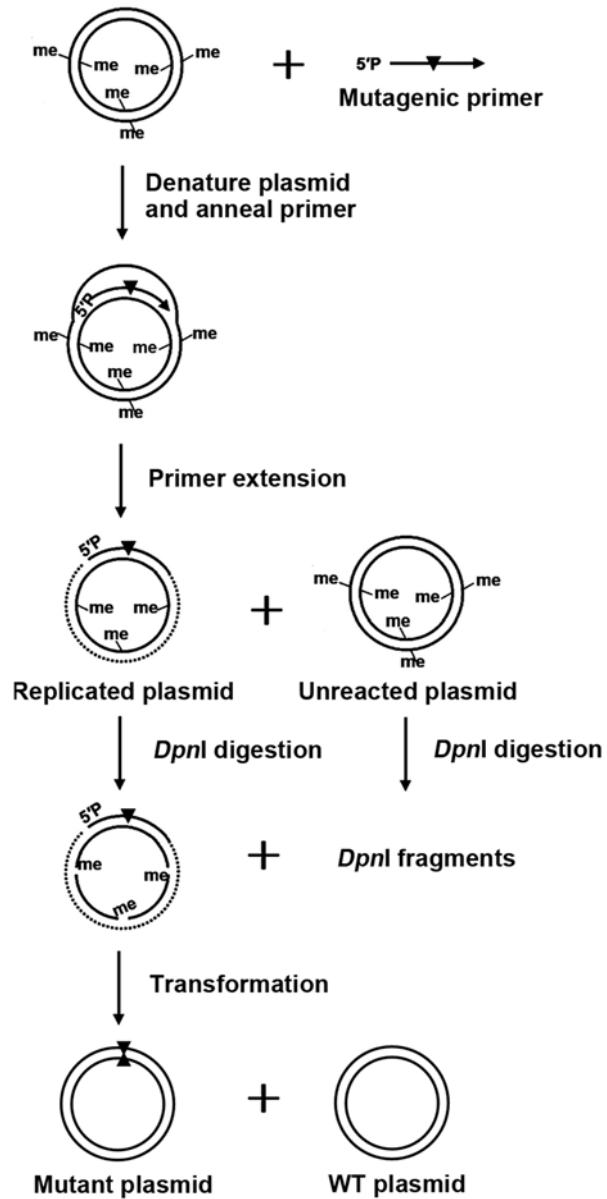 me
me
me
me
me
me
+
5'P
Mutagenic primer
Denature plasmid
and anneal primer
5'P
me
me
me
me
me
me
Primer extension
5'P
me
me
me
+
me
me
me
me
me
me
Replicated plasmid
Unreacted plasmid
DpnI digestion
DpnI digestion
5'P
me
me
me
+
DpnI fragments
Transformation
+
Mutant plasmid
WT plasmid